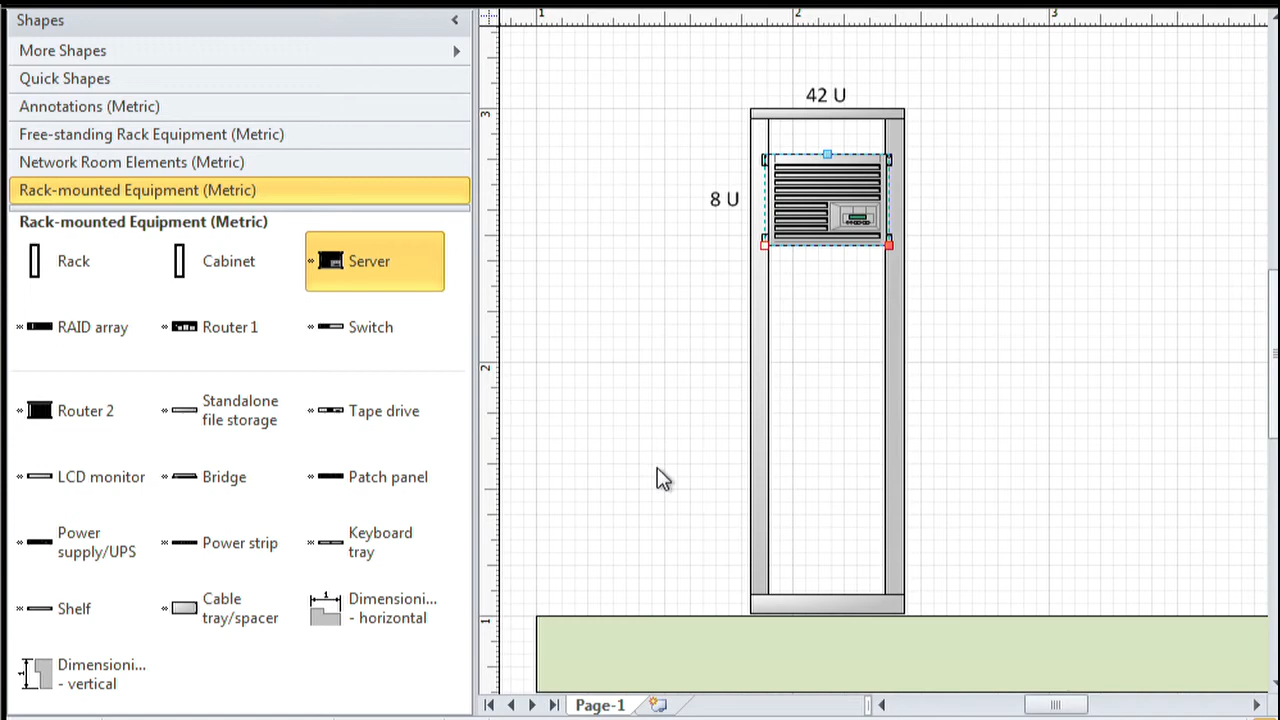 Shapes
More Shapes
Quick Shapes
Annotations (Metric)
Free-standing Rack Equipment (Metric)
Network Room Elements (Metric)
Rack-mounted Equipment (Metric)
Rack-mounted Equipment (Metric)
Rack
Cabinet
Server
RAID array
Router 1
Switch
Router 2
Standalone
file storage
Tape drive
LCD monitor
Bridge
Patch panel
Power
supply/UPS
Power strip
Keyboard
tray
Shelf
Cable
tray/spacer
Dimensioni...
- horizontal
Dimensioni...
- vertical
1
2
3
3
2
1
42 U
8 U
Page-1